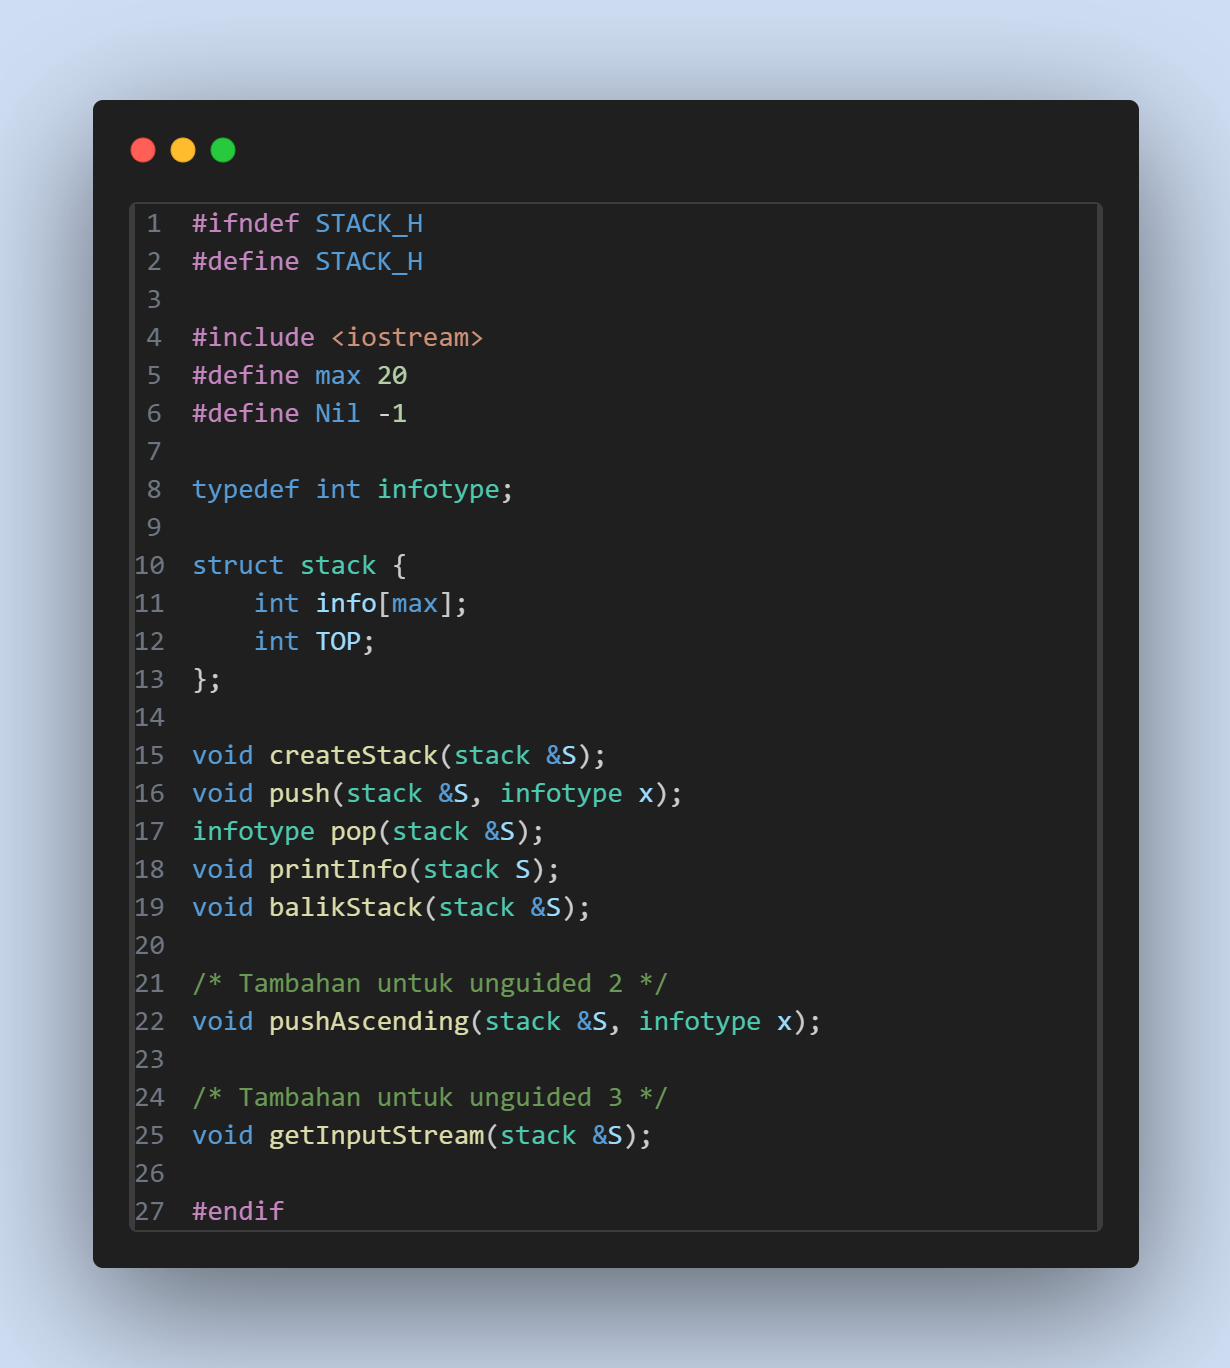 1 #ifndef STACK_H
2 #define STACK_H
3
4 #include <iostream>
5 #define max 20
6 #define Nil -1
7
8 typedef int infotype;
9
10 struct stack {
11     int info[max];
12     int TOP;
13 };
14
15 void createStack(stack &S);
16 void push(stack &S, infotype x);
17 infotype pop(stack &S);
18 void printInfo(stack S);
19 void balikStack(stack &S);
20
21 /* Tambahan untuk unguided 2 */
22 void pushAscending(stack &S, infotype x);
23
24 /* Tambahan untuk unguided 3 */
25 void getInputStream(stack &S);
26
27 #endif